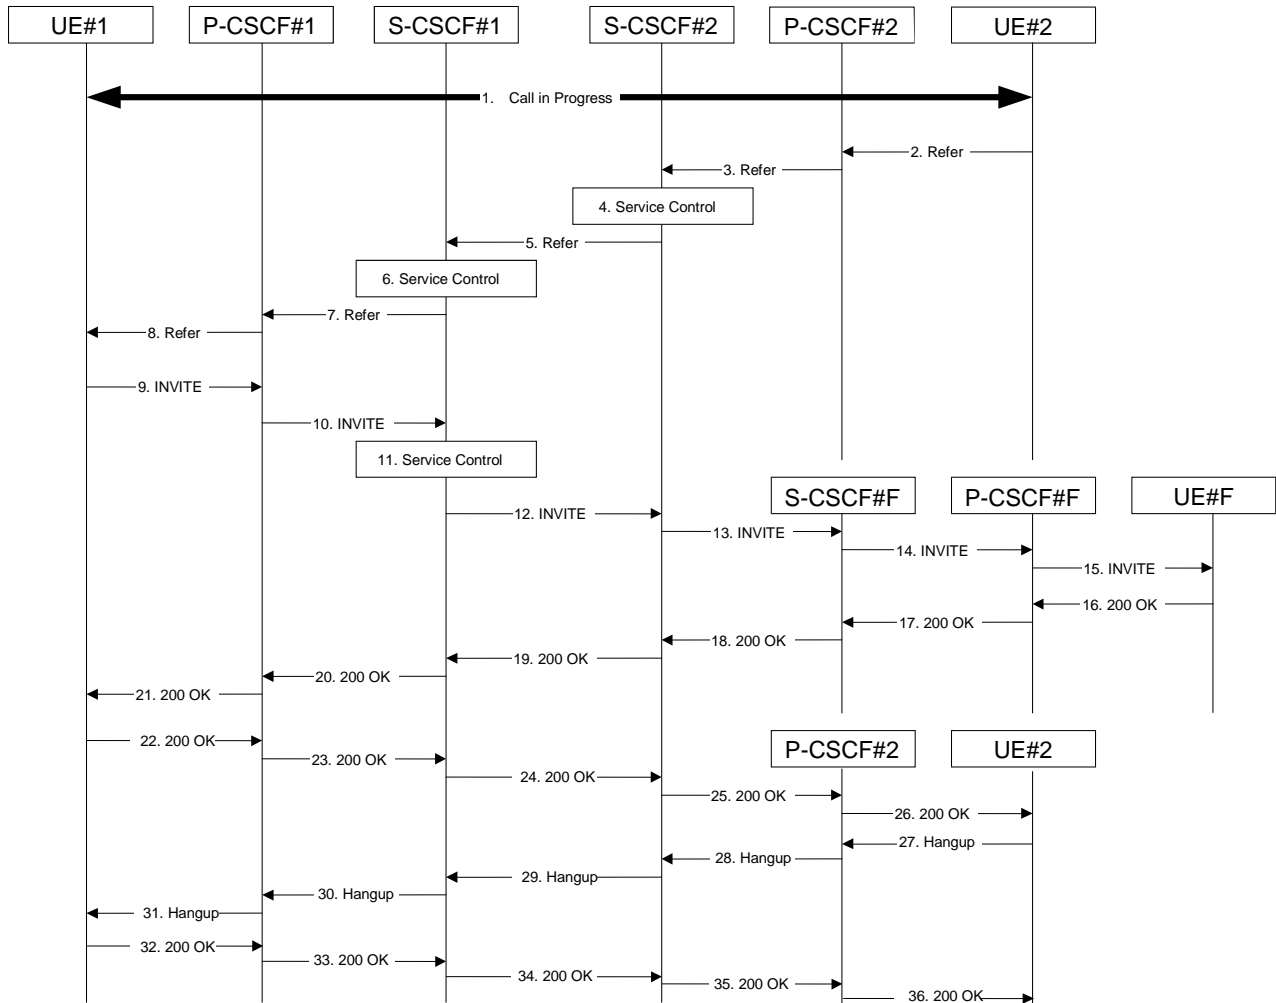 UE#1
P-CSCF#1
S-CSCF#1
S-CSCF#2
P-CSCF#2
UE#2
1. Call in Progress
2. Refer
3. Refer
4. Service Control
5. Refer
6. Service Control
7. Refer
8. Refer
9. INVITE
10. INVITE
11. Service Control
S-CSCF#F
P-CSCF#F
UE#F
12. INVITE
13. INVITE
14. INVITE
15. INVITE
16. 200 OK
17. 200 OK
18. 200 OK
19. 200 OK
20. 200 OK
21. 200 OK
P-CSCF#2
UE#2
22. 200 OK
23. 200 OK
24. 200 OK
25. 200 OK
26. 200 OK
27. Hangup
28. Hangup
29. Hangup
30. Hangup
31. Hangup
32. 200 OK
33. 200 OK
34. 200 OK
35. 200 OK
36. 200 OK